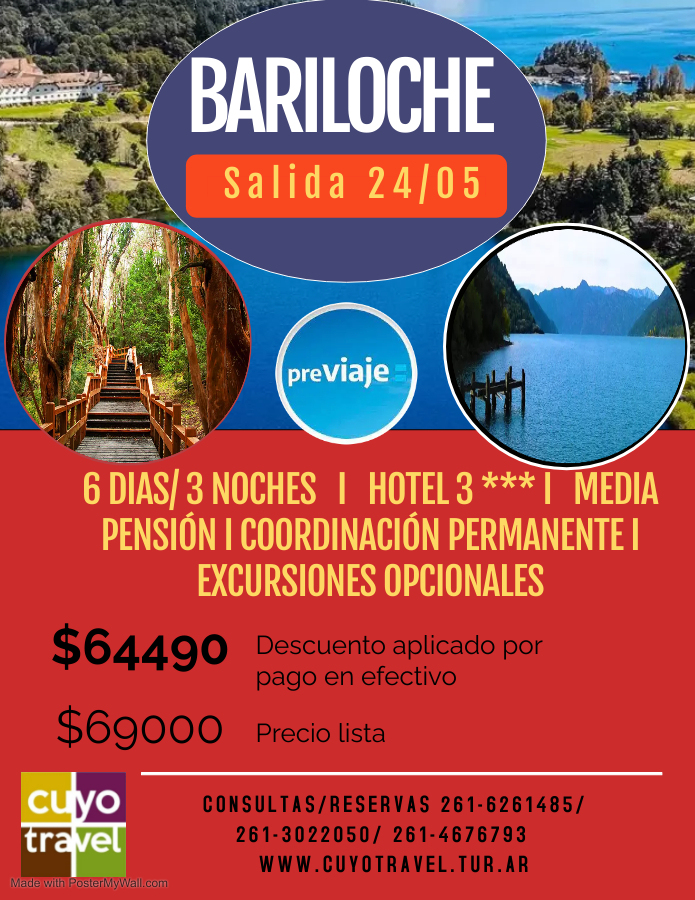 BARILOCHE
Salida 24/05
previaje
6 DIAS/ 3 NOCHES I HOTEL 3 *** I MEDIA
PENSIÓN I COORDINACIÓN PERMANENTE I
EXCURSIONES OPCIONALES
$64490 Descuento aplicado por
pago en efectivo
$69000 Precio lista
CONSULTAS/RESERVAS 261-6261485/
261-3022050/ 261-4676793
WWW.CUYOTRAVEL.TUR.AR
cuyo
travel
Made with PosterMyWall.com